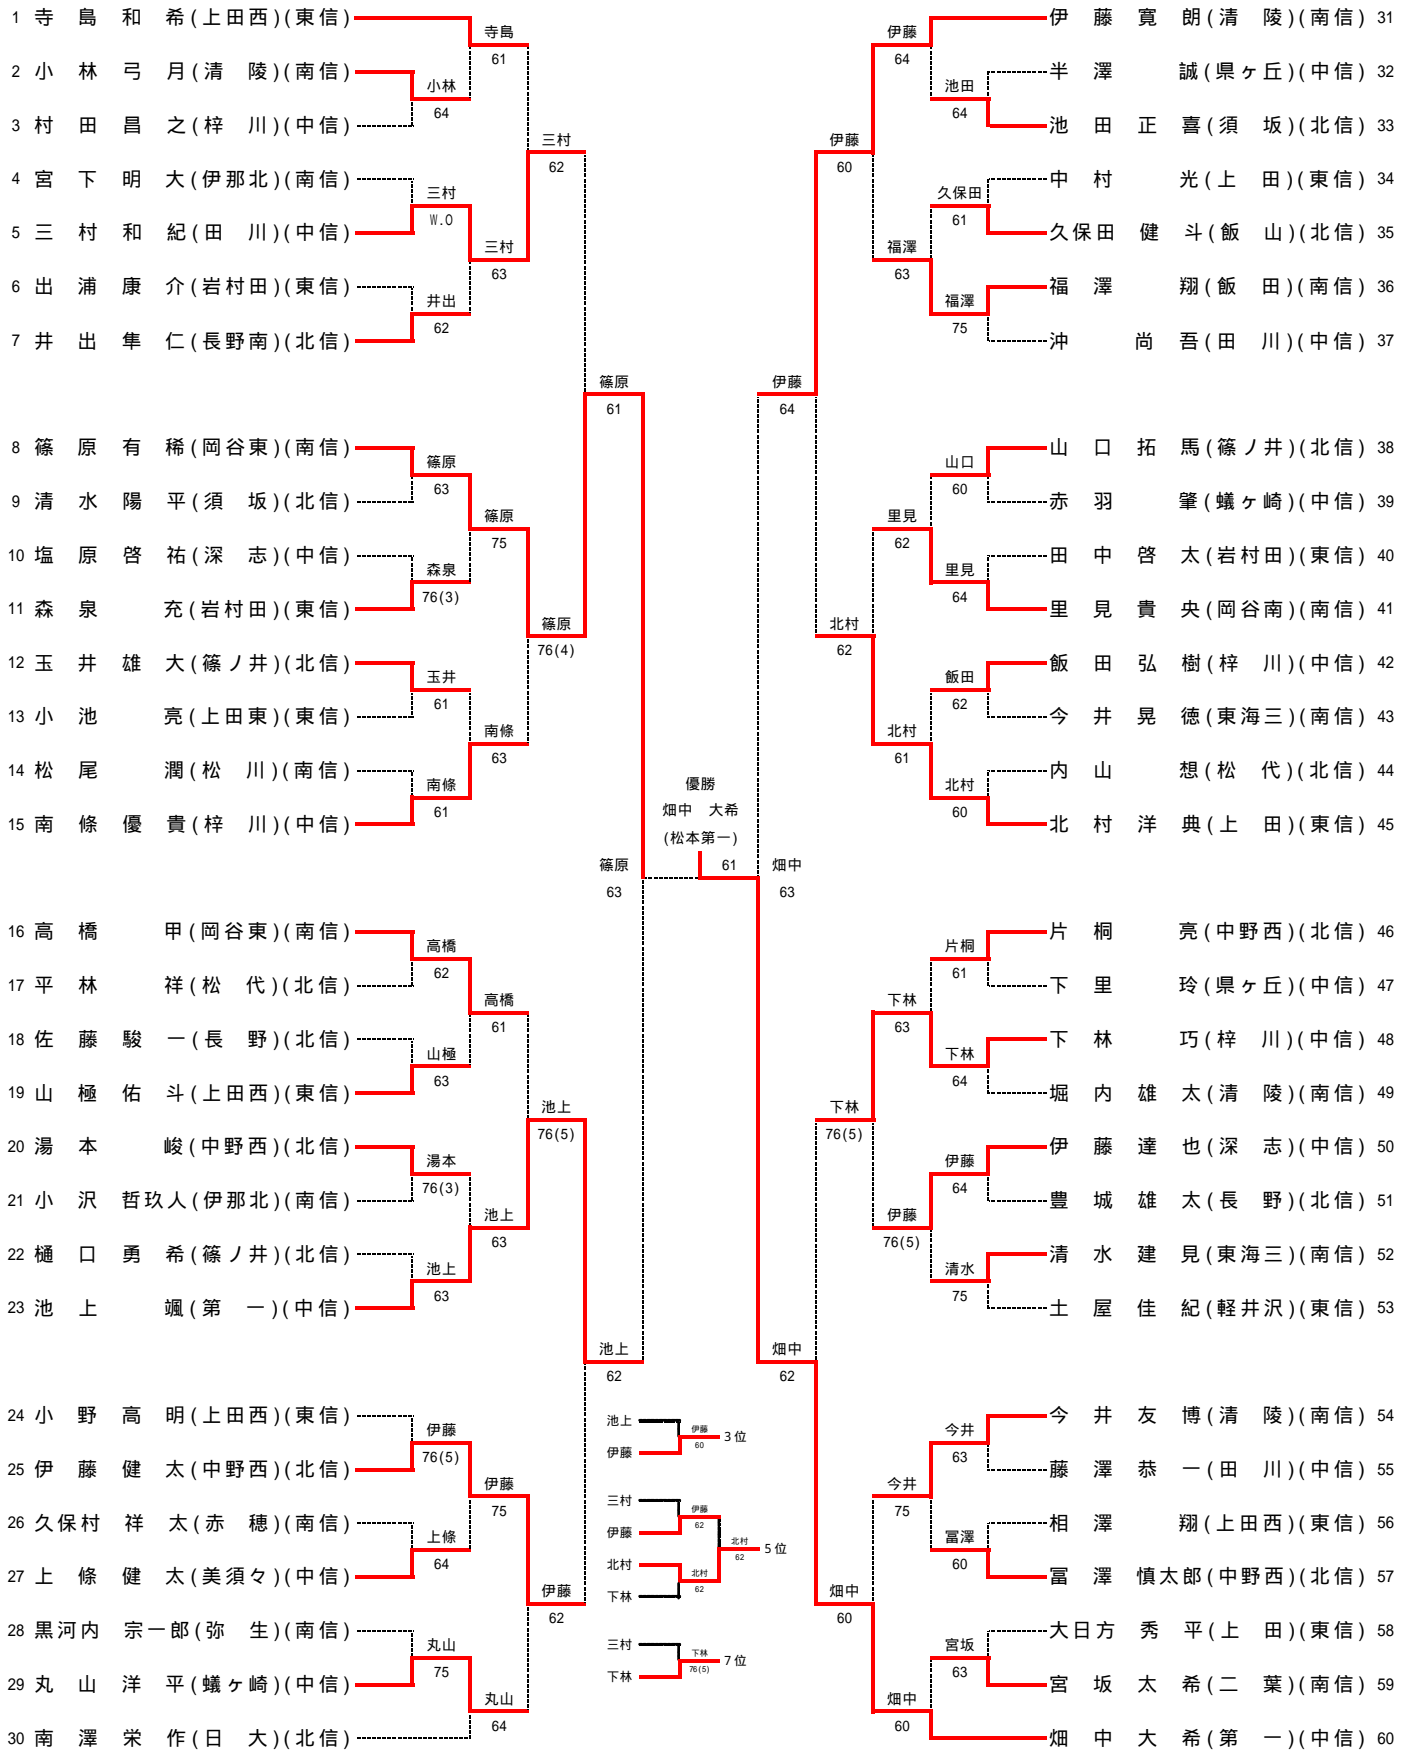 1 寺島和希(上田西)(東信)
2 小林弓月(清陵)(南信)
3 村田昌之(梓川)(中信)
4 宮下明大(伊那北)(南信)
5 三村和紀(田川)(中信)
6 出浦康介(岩村田)(東信)
7 井出隼仁(長野南)(北信)
8 篠原有稀(岡谷東)(南信)
9 清水陽平(須坂)(北信)
10 塩原啓祐(深志)(中信)
11 森泉充(岩村田)(東信)
12 玉井雄大(篠ノ井)(北信)
13 小池亮(上田東)(東信)
14 松尾潤(松川)(南信)
15 南條優貴(梓川)(中信)
16 高橋甲(岡谷東)(南信)
17 平林祥(松代)(北信)
18 佐藤駿一(長野)(北信)
19 山極佑斗(上田西)(東信)
20 湯本峻(中野西)(北信)
21 小沢哲玖人(伊那北)(南信)
22 樋口勇希(篠ノ井)(北信)
23 池上颯(第一)(中信)
24 小野高明(上田西)(東信)
25 伊藤健太(中野西)(北信)
26 久保村祥太(赤穂)(南信)
27 上條健太(美須々)(中信)
28 黒河内宗一郎(弥生)(南信)
29 丸山洋平(蟻ヶ崎)(中信)
30 南澤栄作(日大)(北信)
小林
64
三村
W.O
井出
62
篠原
63
森泉
76(3)
玉井
61
南條
61
高橋
62
山極
63
湯本
76(3)
池上
63
伊藤
76(5)
上條
64
丸山
75
寺島
61
三村
63
篠原
75
南條
63
高橋
61
池上
63
伊藤
75
丸山
64
三村
62
篠原
76(4)
池上
76(5)
伊藤
62
篠原
61
池上
62
篠原
63
優勝
畑中 大希
(松本第一)
61
畑中
63
伊藤
64
畑中
62
伊藤
60
北村
62
下林
76(5)
畑中
60
伊藤
64
福澤
63
里見
62
北村
61
下林
63
伊藤
76(5)
今井
75
畑中
60
池田
64
久保田
61
福澤
75
山口
60
里見
64
飯田
62
北村
60
片桐
61
下林
64
伊藤
64
清水
75
今井
63
冨澤
60
宮坂
63
伊藤寛朗(清陵)(南信) 31
半澤誠(県ヶ丘)(中信) 32
池田正喜(須坂)(北信) 33
中村光(上田)(東信) 34
久保田健斗(飯山)(北信) 35
福澤翔(飯田)(南信) 36
沖尚吾(田川)(中信) 37
山口拓馬(篠ノ井)(北信) 38
赤羽肇(蟻ヶ崎)(中信) 39
田中啓太(岩村田)(東信) 40
里見貴央(岡谷南)(南信) 41
飯田弘樹(梓川)(中信) 42
今井晃徳(東海三)(南信) 43
内山想(松代)(北信) 44
北村洋典(上田)(東信) 45
片桐亮(中野西)(北信) 46
下里玲(県ヶ丘)(中信) 47
下林巧(梓川)(中信) 48
堀内雄太(清陵)(南信) 49
伊藤達也(深志)(中信) 50
豊城雄太(長野)(北信) 51
清水建見(東海三)(南信) 52
土屋佳紀(軽井沢)(東信) 53
今井友博(清陵)(南信) 54
藤澤恭一(田川)(中信) 55
相澤翔(上田西)(東信) 56
冨澤慎太郎(中野西)(北信) 57
大日方秀平(上田)(東信) 58
宮坂太希(二葉)(南信) 59
畑中大希(第一)(中信) 60
池上
伊藤
伊藤
60
3位
三村
伊藤
北村
下林
伊藤
62
北村
62
北村
62
5位
三村
下林
下林
76(5)
7位